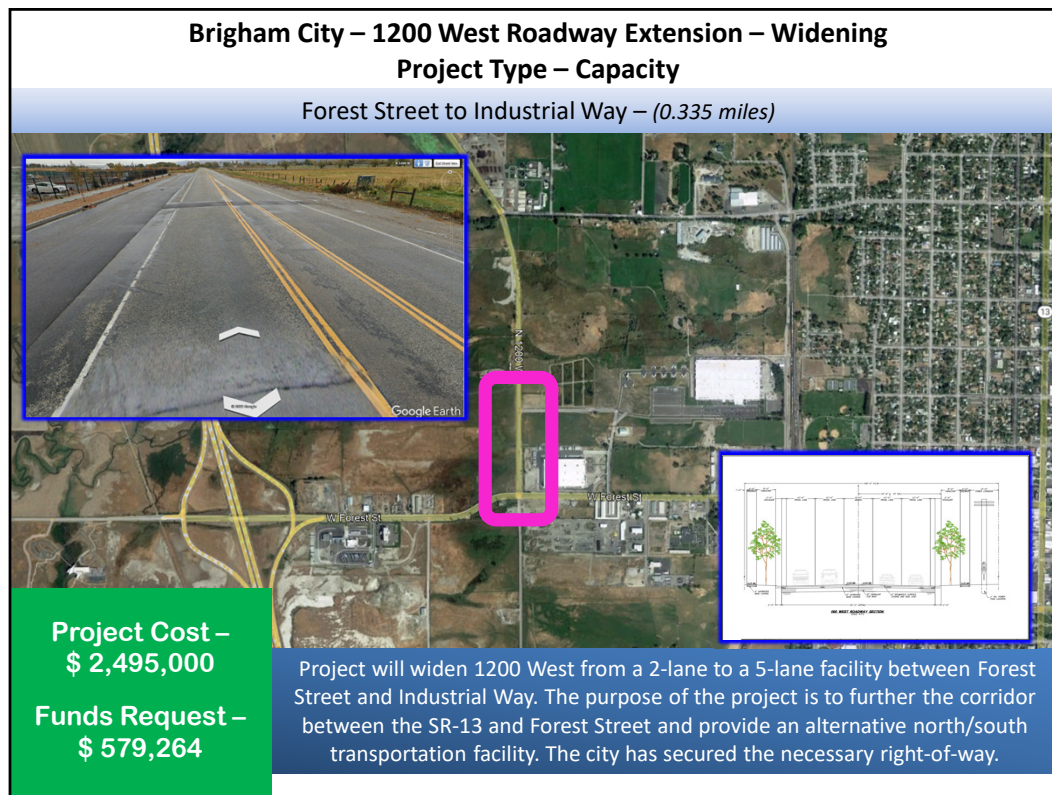 Brigham City – 1200 West Roadway Extension – Widening
Project Type – Capacity
Forest Street to Industrial Way – (0.335 miles)
Google Earth
N 1200 W
13
W Forest St
W Forest St
Project Cost –
$ 2,495,000
Funds Request –
$ 579,264
Project will widen 1200 West from a 2-lane to a 5-lane facility between Forest
Street and Industrial Way. The purpose of the project is to further the corridor
between the SR-13 and Forest Street and provide an alternative north/south
transportation facility. The city has secured the necessary right-of-way.